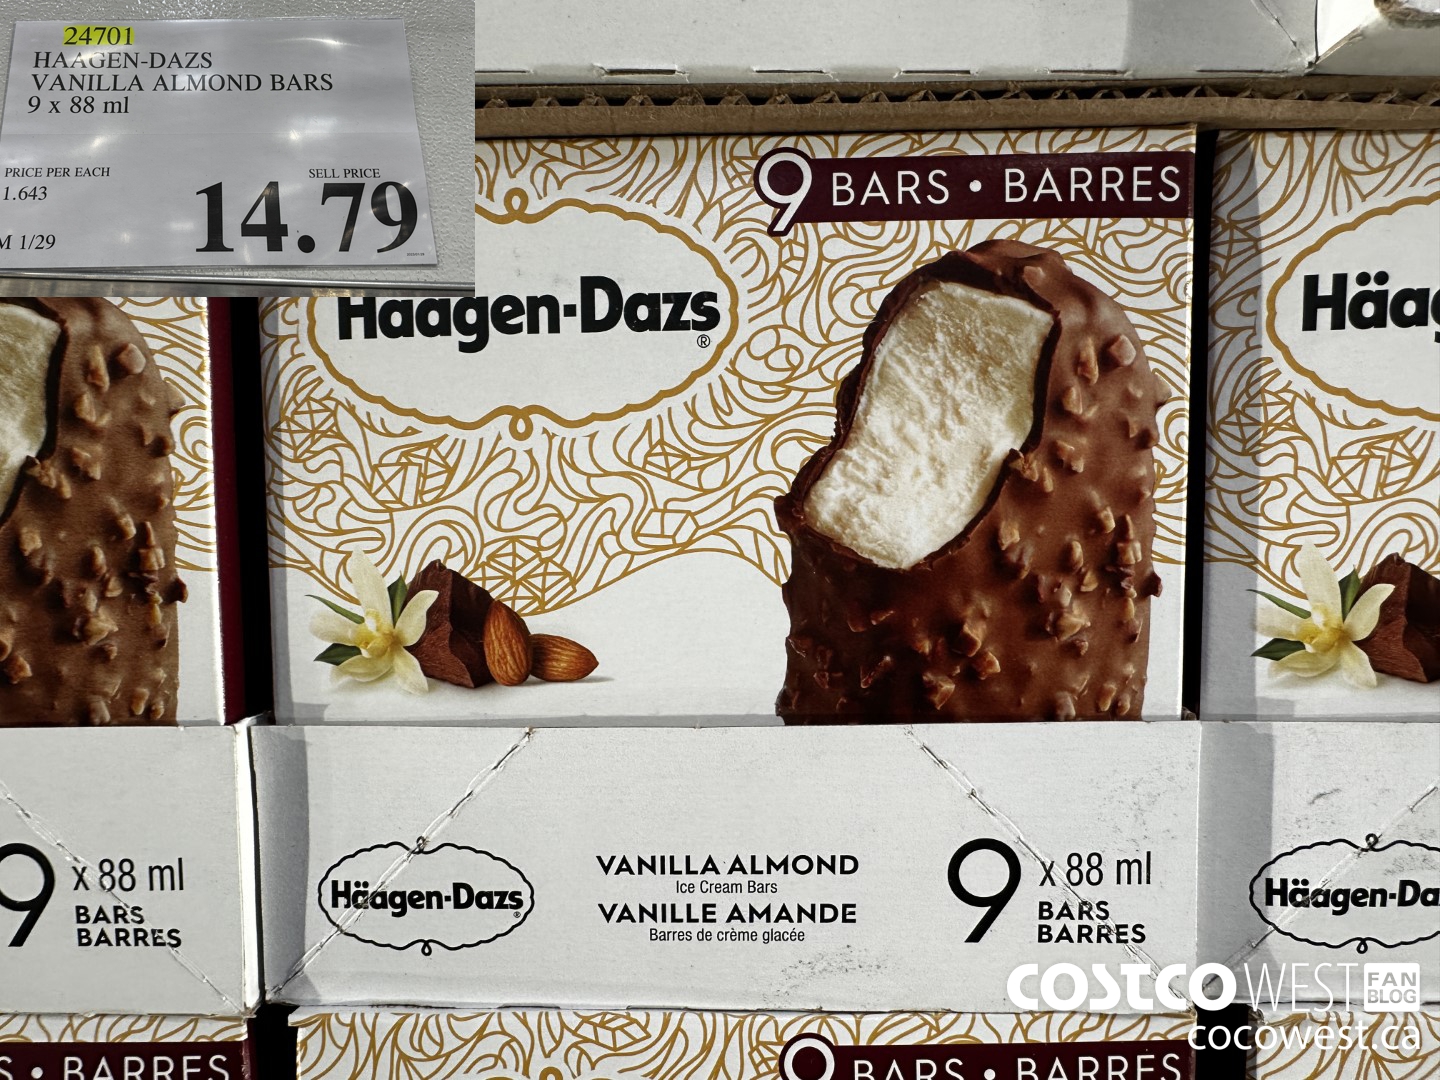 24701
HAAGEN-DAZS
VANILLA ALMOND BARS
9 x 88 ml
PRICE PER EACH
SELL PRICE
1.643
14.79
M 1/29
9 BARS • BARRES
Häagen-Dazs
®
Häag
9 x 88 ml
BARS
BARRES
Häagen-Dazs
®
VANILLA ALMOND
Ice Cream Bars
VANILLE AMANDE
Barres de crème glacée
9 x 88 ml
BARS
BARRES
Häagen-Da
COSTCO WEST FAN BLOG
cocowest.ca
S • BARRES
9 BARS • BARRES